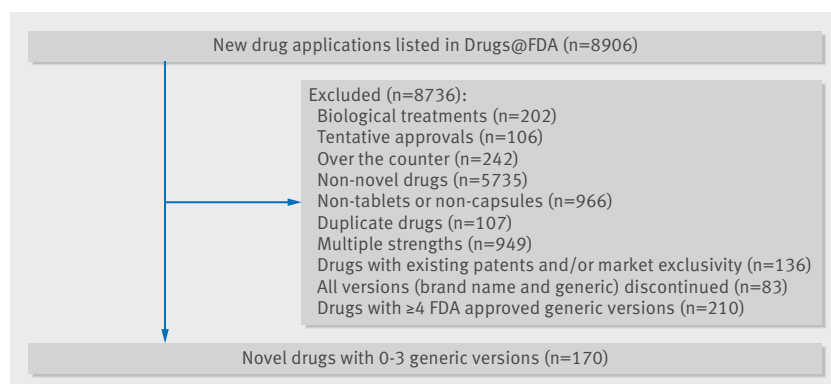 New drug applications listed in Drugs@FDA (n=8906)
Excluded (n=8736):
Biological treatments (n=202)
Tentative approvals (n=106)
Over the counter (n=242)
Non-novel drugs (n=5735)
Non-tablets or non-capsules (n=966)
Duplicate drugs (n=107)
Multiple strengths (n=949)
Drugs with existing patents and/or market exclusivity (n=136)
All versions (brand name and generic) discontinued (n=83)
Drugs with ≥4 FDA approved generic versions (n=210)
Novel drugs with 0-3 generic versions (n=170)